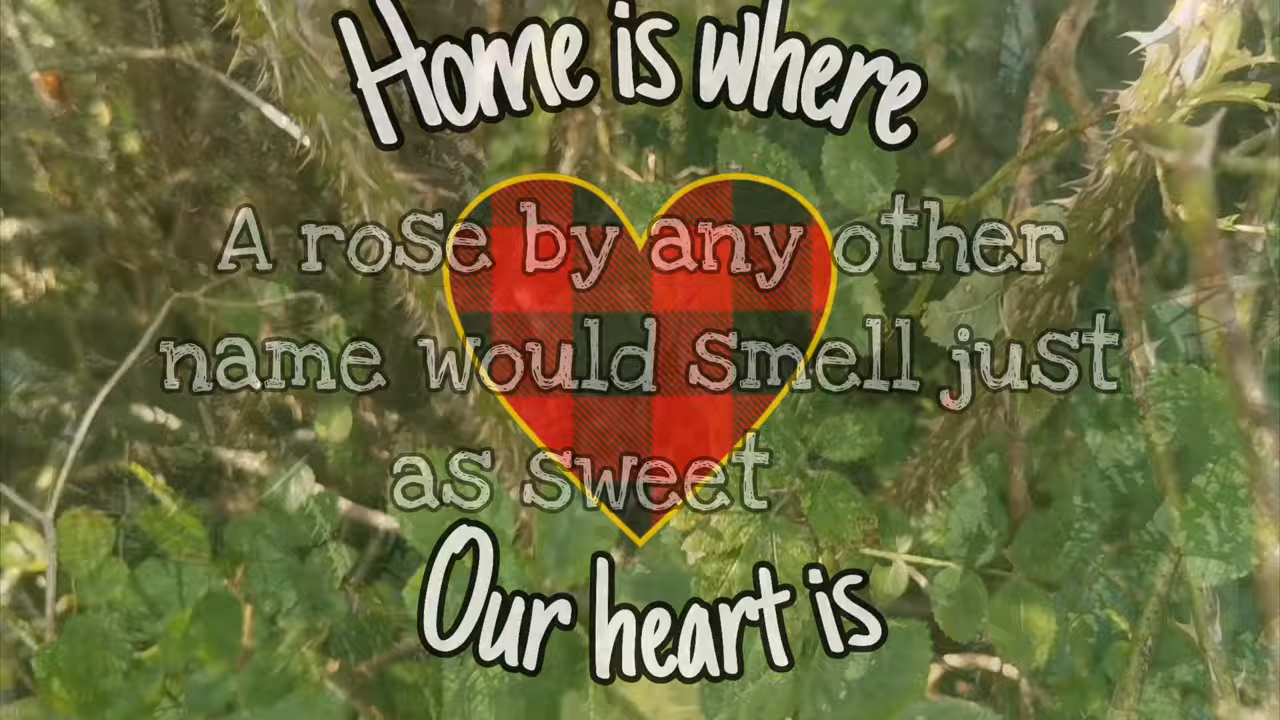 Home is where
A rose by any other
name would smell just
as sweet
Our heart is